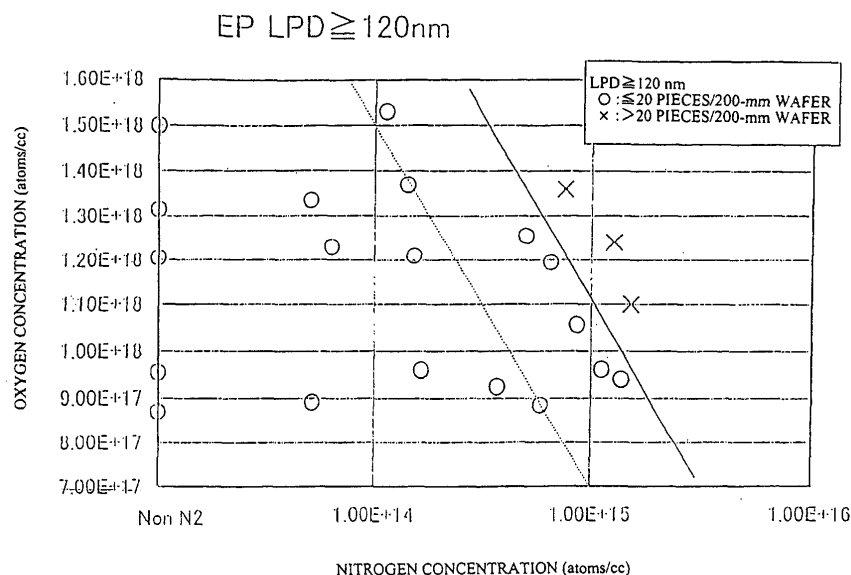 EP LPD≧120nm
LPD≧120 nm
○ : ≦20 PIECES/200-mm WAFER
× : >20 PIECES/200-mm WAFER
OXYGEN CONCENTRATION (atoms/cc)
1.60E+18
1.50E+18
1.40E+18
1.30E+18
1.20E+18
1.10E+18
1.00E+18
9.00E+17
8.00E+17
7.00E+17
Non N2 1.00E+14 1.00E+15 1.00E+16
NITROGEN CONCENTRATION (atoms/cc)